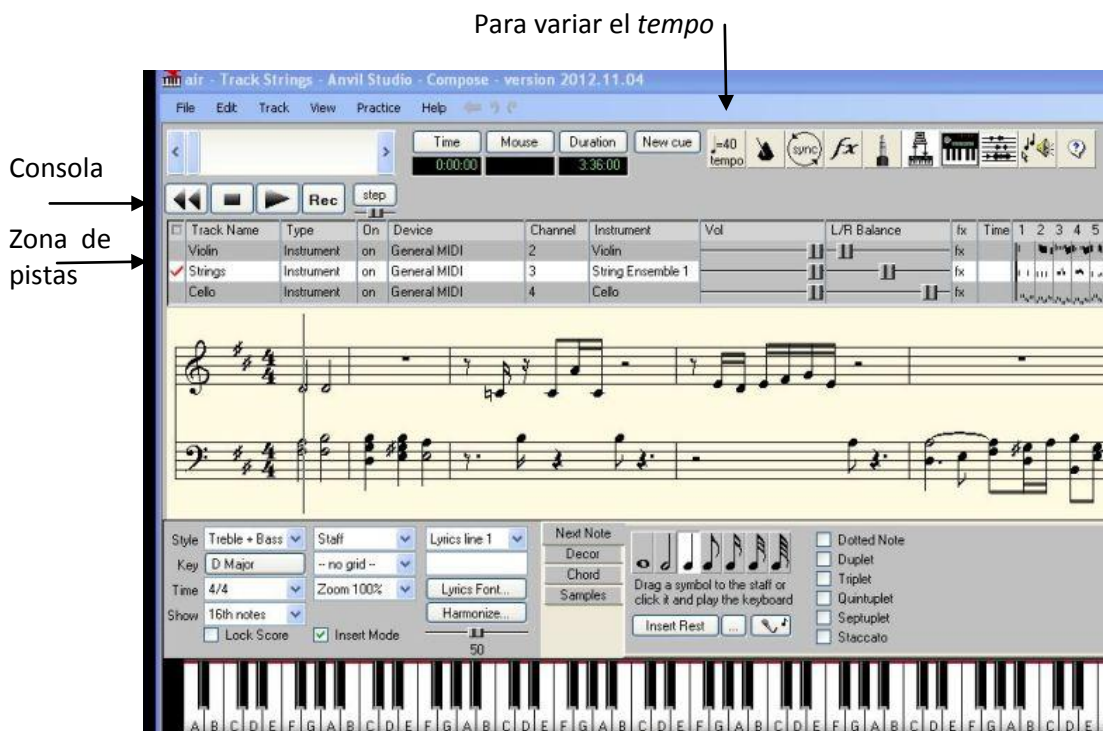 Para variar el tempo
air - Track Strings - Anvil Studio - Compose - version 2012.11.04
File Edit Track View Practice Help
Time Mouse Duration New cue
♩=40 tempo
sync
fx
0:00:00 3:36:00
Consola
Rec
step
Zona de
pistas
Track Name Type On Device Channel Instrument Vol L/R Balance fx Time 1 2 3 4 5
Violin Instrument on General MIDI 2 Violin fx
Strings Instrument on General MIDI 3 String Ensemble 1 fx
Cello Instrument on General MIDI 4 Cello fx
4 4
4 4
Style Treble + Bass Staff Lyrics line 1
Key D Major -- no grid --
Time 4/4 Zoom 100% Lyrics Font...
Show 16th notes Harmonize...
Lock Score Insert Mode
50
Next Note
Decor
Chord
Samples
Drag a symbol to the staff or
click it and play the keyboard
Insert Rest ...
Dotted Note
Duplet
Triplet
Quintuplet
Septuplet
Staccato
A B C D E F G A B C D E F G A B C D E F G A B C D E F G A B C D E